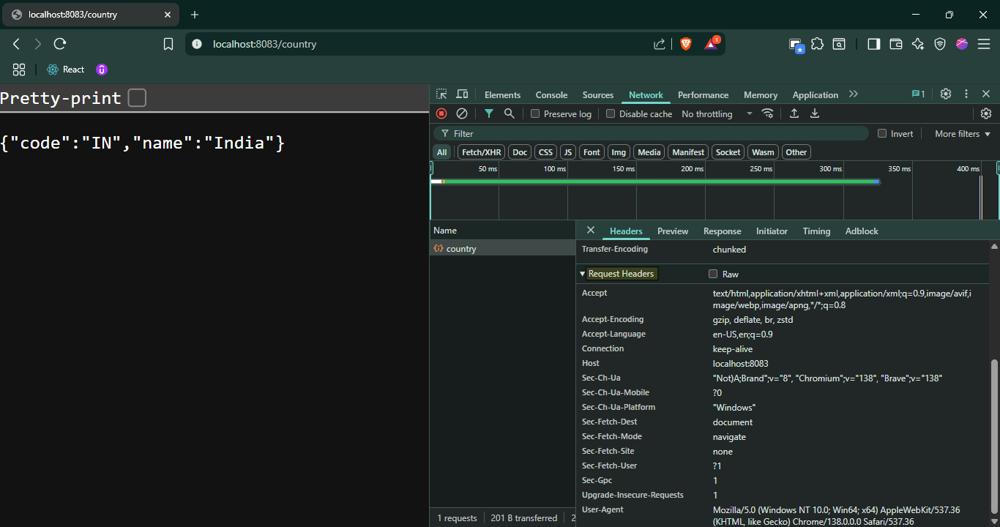 localhost:8083/country
localhost:8083/country
1
React
Pretty-print
{"code":"IN","name":"India"}
Elements Console Sources Network Performance Memory Application 1
Preserve log Disable cache No throttling
Filter Invert More filters
All Fetch/XHR Doc CSS JS Font Img Media Manifest Socket Wasm Other
50 ms 100 ms 150 ms 200 ms 250 ms 300 ms 350 ms 400 ms
Name
country
Headers Preview Response Initiator Timing Adblock
Transfer-Encoding chunked
Request Headers Raw
Accept text/html,application/xhtml+xml,application/xml;q=0.9,image/avif,i
mage/webp,image/apng,*/*;q=0.8
Accept-Encoding gzip, deflate, br, zstd
Accept-Language en-US,en;q=0.9
Connection keep-alive
Host localhost:8083
Sec-Ch-Ua "Not)A;Brand";v="8", "Chromium";v="138", "Brave";v="138"
Sec-Ch-Ua-Mobile ?0
Sec-Ch-Ua-Platform "Windows"
Sec-Fetch-Dest document
Sec-Fetch-Mode navigate
Sec-Fetch-Site none
Sec-Fetch-User ?1
Sec-Gpc 1
Upgrade-Insecure-Requests 1
User-Agent Mozilla/5.0 (Windows NT 10.0; Win64; x64) AppleWebKit/537.36
(KHTML, like Gecko) Chrome/138.0.0.0 Safari/537.36
1 requests 201 B transferred 2